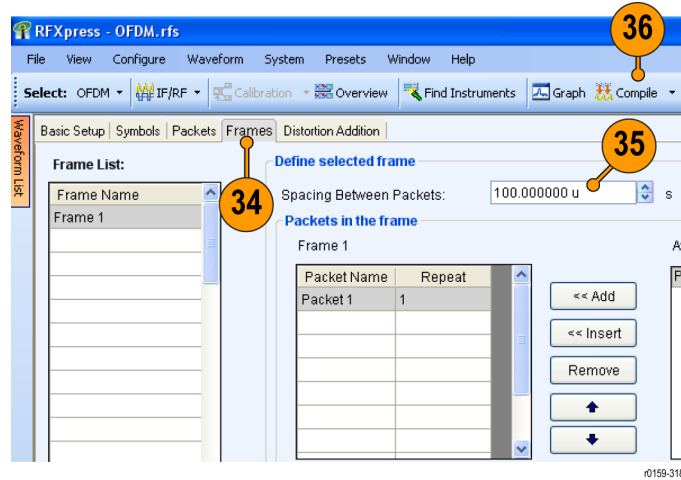 RFXpress - OFDM.rfs
36
File View Configure Waveform System Presets Window Help
Select: OFDM IF/RF Calibration Overview Find Instruments Graph Compile
Waveform List
Basic Setup Symbols Packets Frames Distortion Addition
35
Frame List:
Define selected frame
34
Frame Name
Spacing Between Packets: 100.000000 u s
Frame 1
Packets in the frame
Frame 1
Packet Name Repeat
Packet 1 1
<< Add
<< Insert
Remove